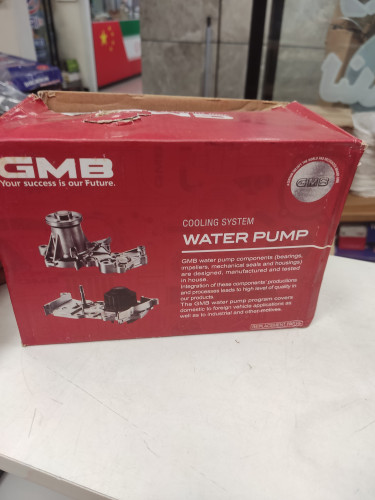 GMB
Your success is our Future.
GMB
COOLING SYSTEM
WATER PUMP
GMB water pump components (bearings,
impellers, mechanical seals and housings)
are designed, manufactured and tested
in house.
Integration of these components' productions
and processes leads to high level of quality in
our products.
The GMB water pump program covers
domestic to foreign vehicle applications as
well as to industrial and other-motives.
REPLACEMENT PARTS